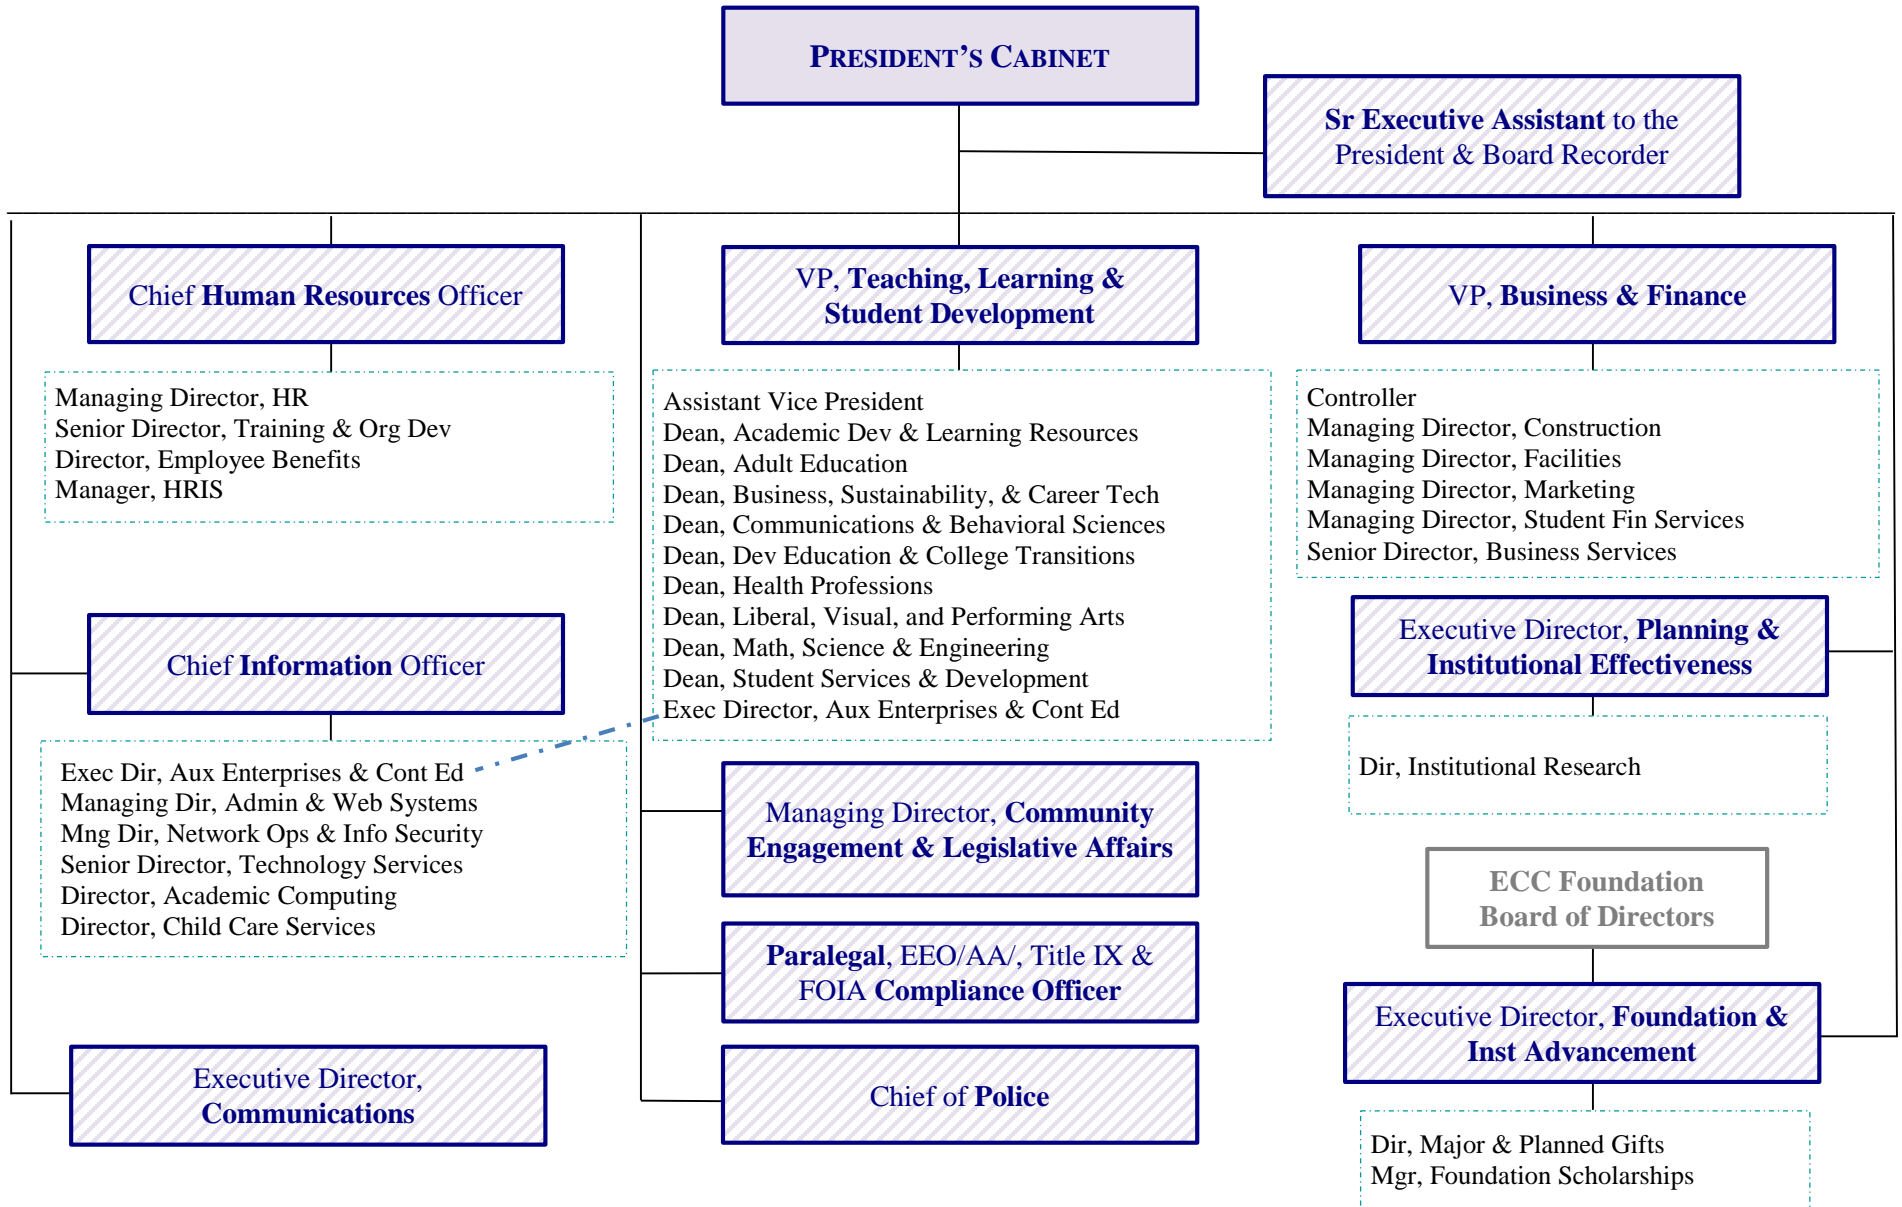 PRESIDENT’S CABINET
Sr Executive Assistant to the
President & Board Recorder
Chief Human Resources Officer
Managing Director, HR
Senior Director, Training & Org Dev
Director, Employee Benefits
Manager, HRIS
Chief Information Officer
Exec Dir, Aux Enterprises & Cont Ed
Managing Dir, Admin & Web Systems
Mng Dir, Network Ops & Info Security
Senior Director, Technology Services
Director, Academic Computing
Director, Child Care Services
Executive Director,
Communications
VP, Teaching, Learning &
Student Development
Assistant Vice President
Dean, Academic Dev & Learning Resources
Dean, Adult Education
Dean, Business, Sustainability, & Career Tech
Dean, Communications & Behavioral Sciences
Dean, Dev Education & College Transitions
Dean, Health Professions
Dean, Liberal, Visual, and Performing Arts
Dean, Math, Science & Engineering
Dean, Student Services & Development
Exec Director, Aux Enterprises & Cont Ed
Managing Director, Community
Engagement & Legislative Affairs
Paralegal, EEO/AA/, Title IX &
FOIA Compliance Officer
Chief of Police
VP, Business & Finance
Controller
Managing Director, Construction
Managing Director, Facilities
Managing Director, Marketing
Managing Director, Student Fin Services
Senior Director, Business Services
Executive Director, Planning &
Institutional Effectiveness
Dir, Institutional Research
ECC Foundation
Board of Directors
Executive Director, Foundation &
Inst Advancement
Dir, Major & Planned Gifts
Mgr, Foundation Scholarships